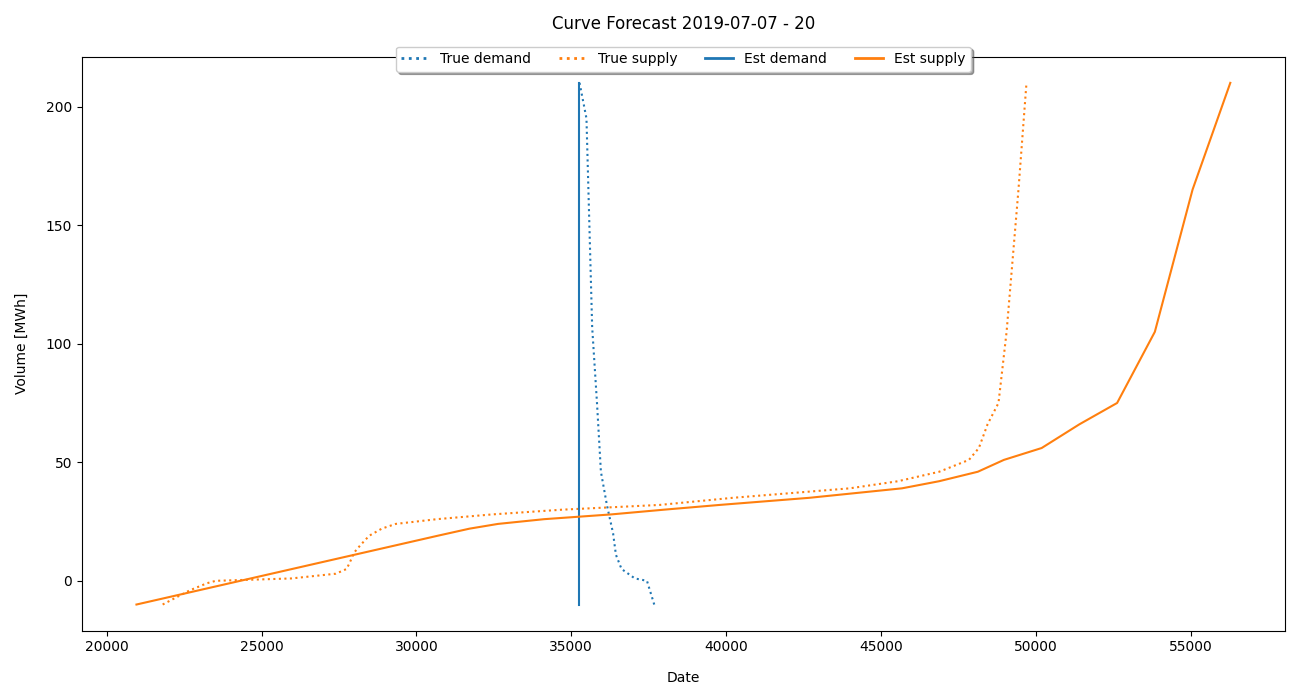 Curve Forecast 2019-07-07 - 20
True demand True supply Est demand Est supply
200
150
100
50
0
Volume [MWh]
20000 25000 30000 35000 40000 45000 50000 55000
Date